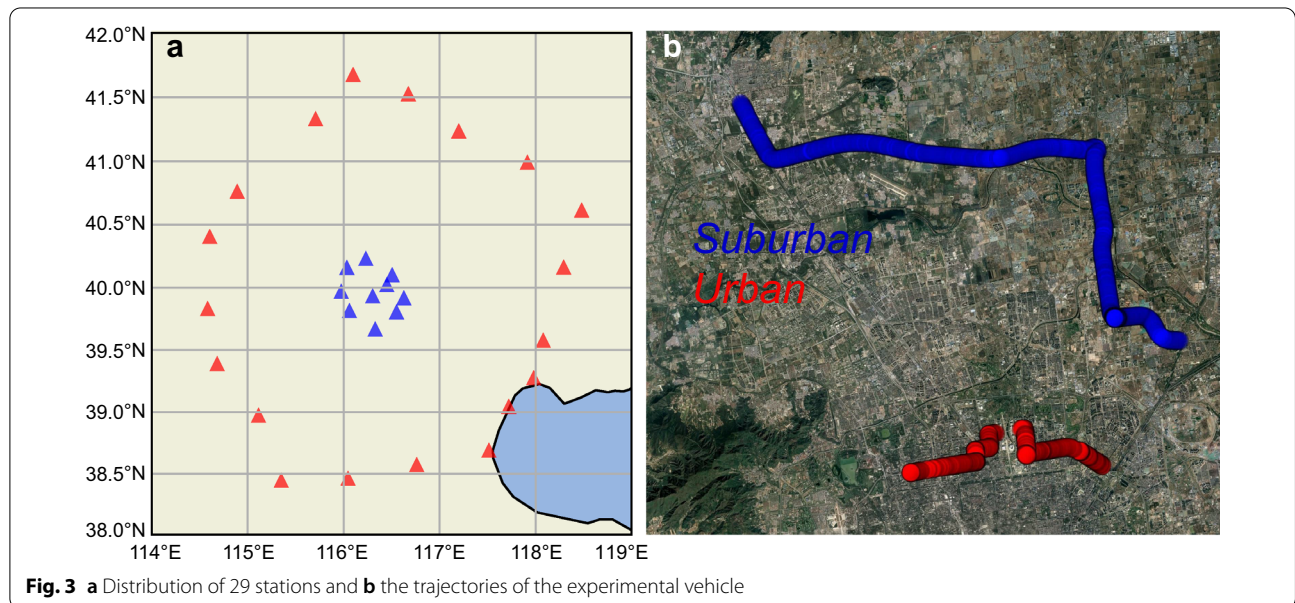 a
42.0°N
41.5°N
41.0°N
40.5°N
40.0°N
39.5°N
39.0°N
38.5°N
38.0°N
114°E 115°E 116°E 117°E 118°E 119°E
b
Suburban
Urban
Fig. 3 a Distribution of 29 stations and b the trajectories of the experimental vehicle